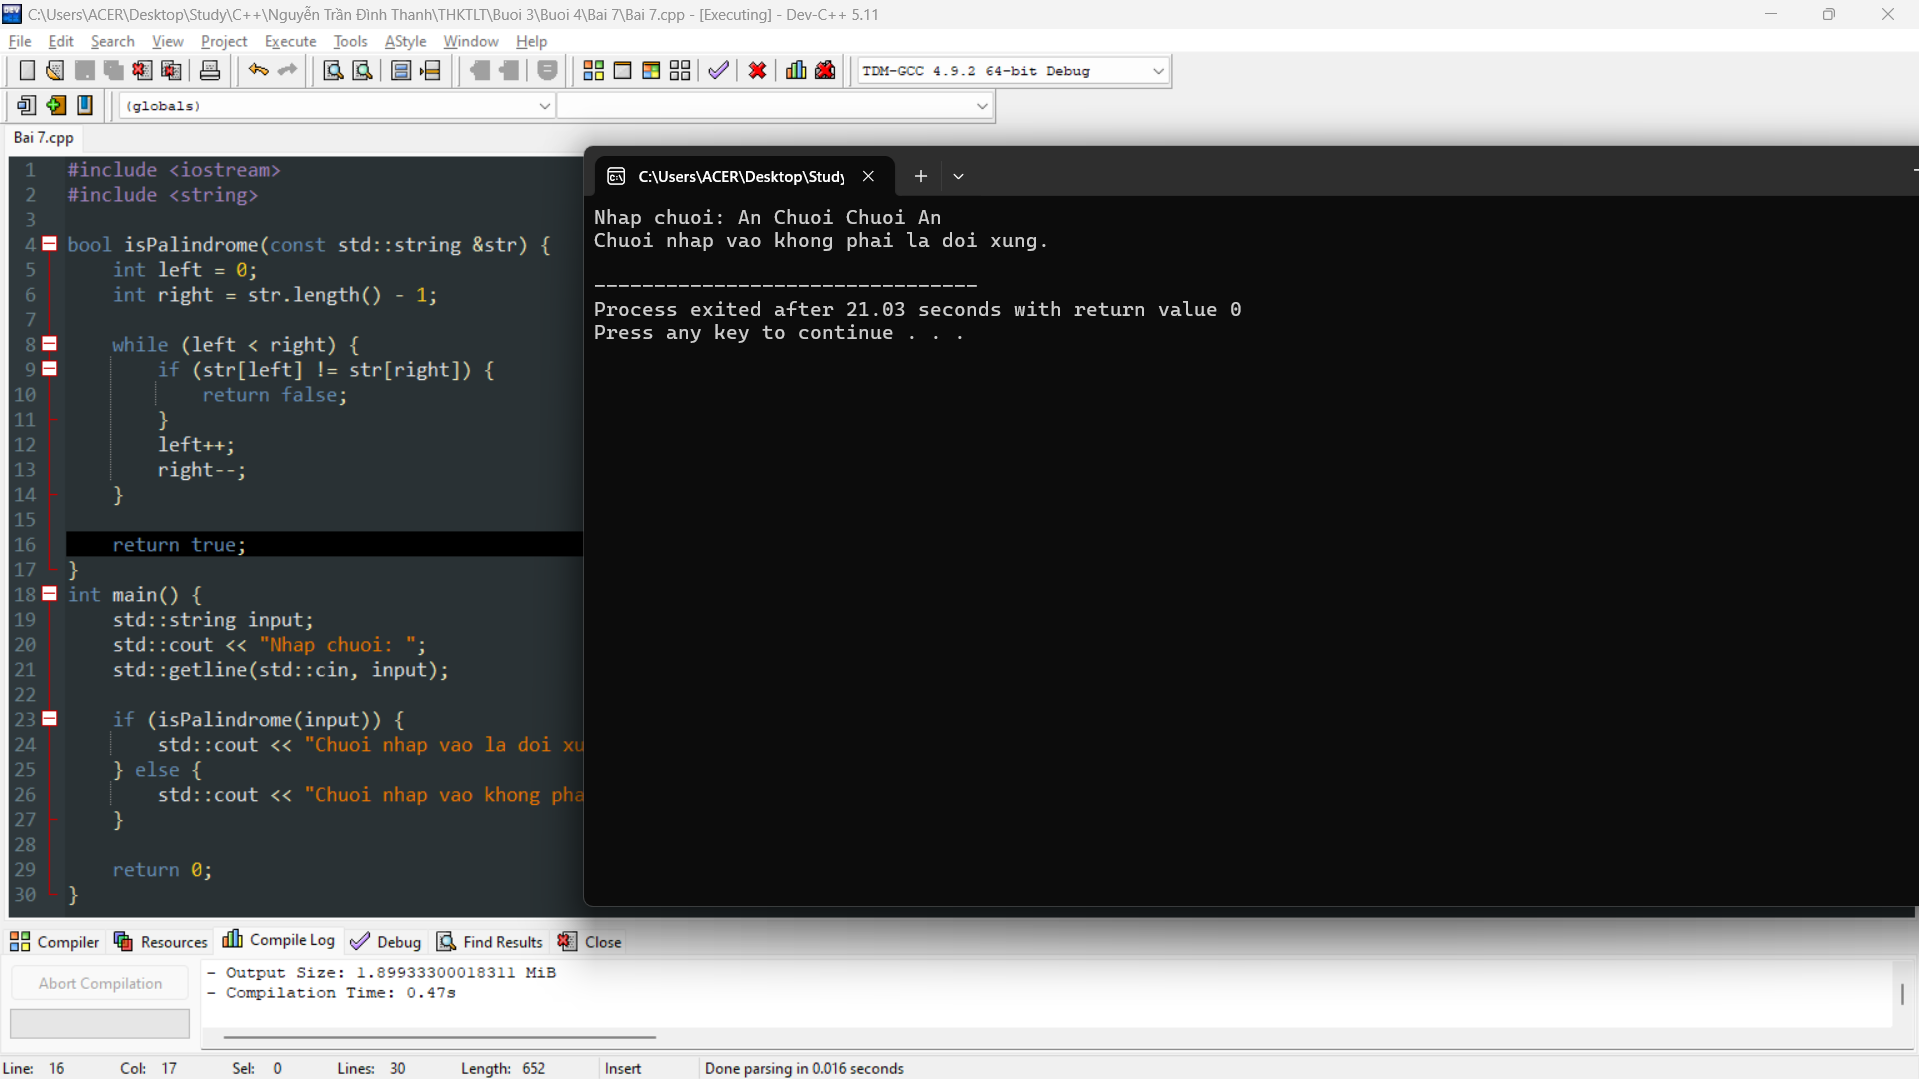 C:\Users\ACER\Desktop\Study\C++\Nguyễn Trần Đình Thanh\THKTLT\Buoi 3\Buoi 4\Bai 7\Bai 7.cpp - [Executing] - Dev-C++ 5.11
File Edit Search View Project Execute Tools AStyle Window Help
TDM-GCC 4.9.2 64-bit Debug
(globals)
Bai 7.cpp
1 #include <iostream>
2 #include <string>
3
4 bool isPalindrome(const std::string &str) {
5 int left = 0;
6 int right = str.length() - 1;
7
8 while (left < right) {
9 if (str[left] != str[right]) {
10 return false;
11 }
12 left++;
13 right--;
14 }
15
16 return true;
17 }
18 int main() {
19 std::string input;
20 std::cout << "Nhap chuoi: ";
21 std::getline(std::cin, input);
22
23 if (isPalindrome(input)) {
24 std::cout << "Chuoi nhap vao la doi xu
25 } else {
26 std::cout << "Chuoi nhap vao khong pha
27 }
28
29 return 0;
30 }
C:\Users\ACER\Desktop\Study
Nhap chuoi: An Chuoi Chuoi An
Chuoi nhap vao khong phai la doi xung.
--------------------------------
Process exited after 21.03 seconds with return value 0
Press any key to continue . . .
Compiler Resources Compile Log Debug Find Results Close
Abort Compilation
- Output Size: 1.89933300018311 MiB
- Compilation Time: 0.47s
Line: 16 Col: 17 Sel: 0 Lines: 30 Length: 652 Insert Done parsing in 0.016 seconds